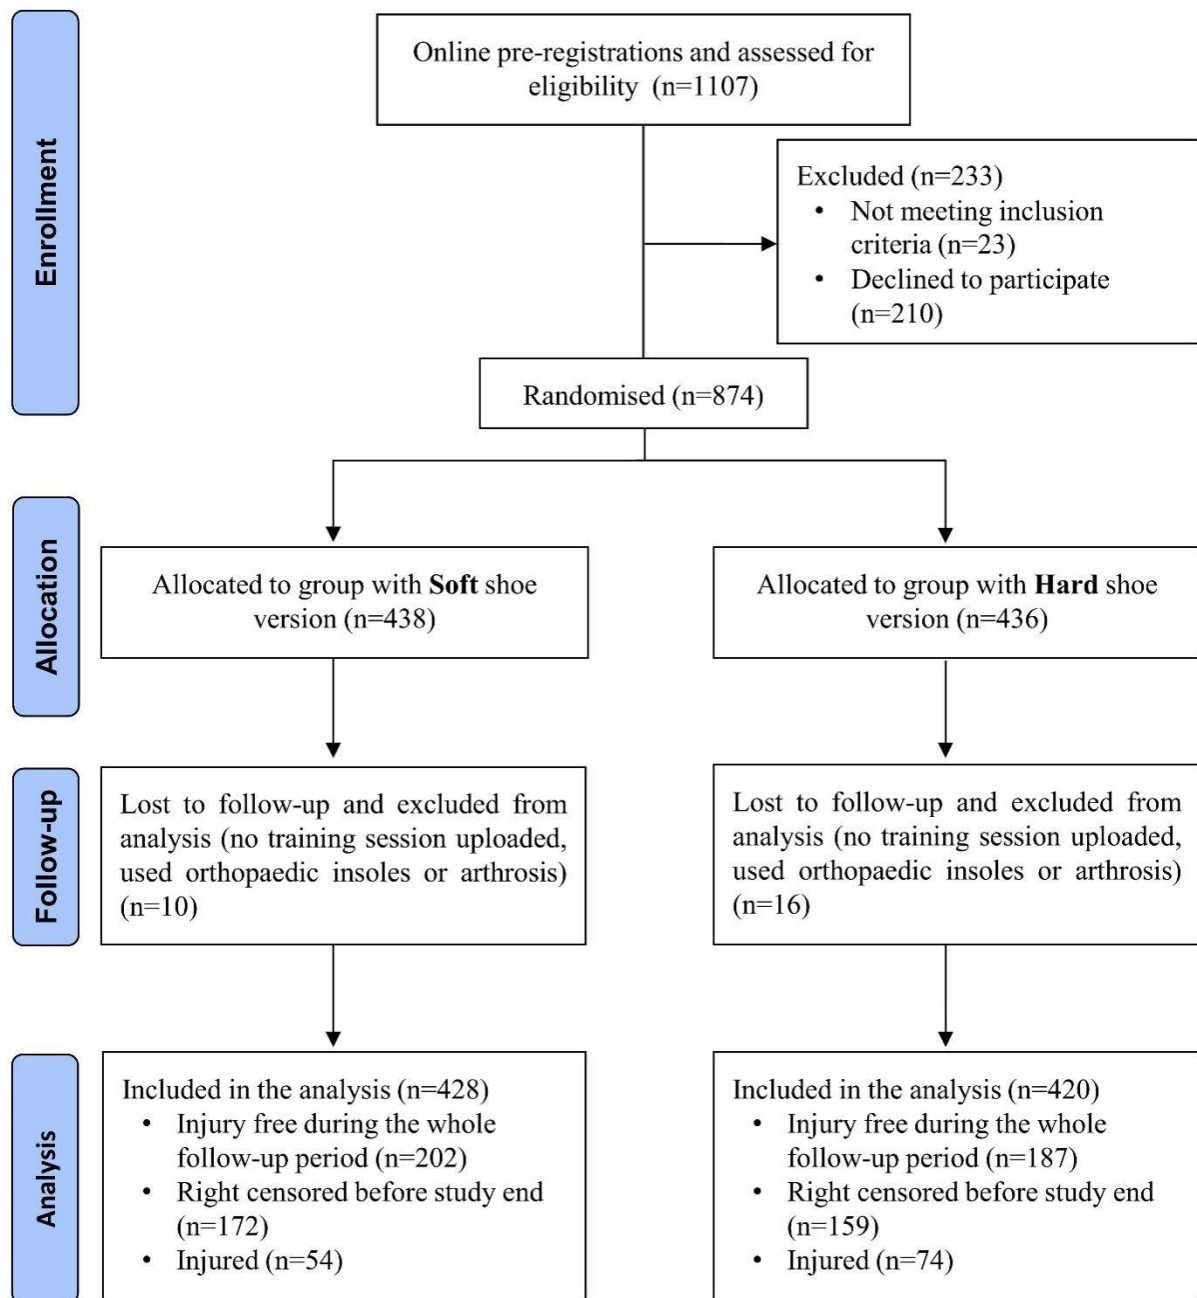 Enrollment
Online pre-registrations and assessed for
eligibility (n=1107)
Excluded (n=233)
• Not meeting inclusion
criteria (n=23)
• Declined to participate
(n=210)
Randomised (n=874)
Allocation
Allocated to group with Soft shoe
version (n=438)
Allocated to group with Hard shoe
version (n=436)
Follow-up
Lost to follow-up and excluded from
analysis (no training session uploaded,
used orthopaedic insoles or arthrosis)
(n=10)
Lost to follow-up and excluded from
analysis (no training session uploaded,
used orthopaedic insoles or arthrosis)
(n=16)
Analysis
Included in the analysis (n=428)
• Injury free during the whole
follow-up period (n=202)
• Right censored before study end
(n=172)
• Injured (n=54)
Included in the analysis (n=420)
• Injury free during the whole
follow-up period (n=187)
• Right censored before study end
(n=159)
• Injured (n=74)